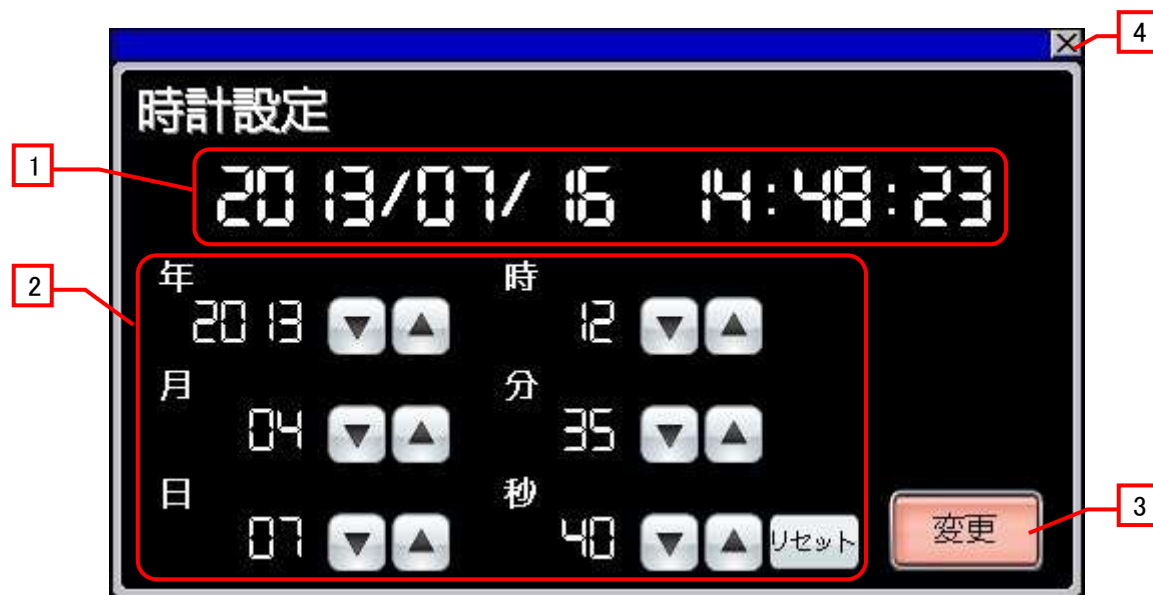 4
時計設定
1
2013/07/16 14:48:23
2
年 時
2013 ▼ ▲ 12 ▼ ▲
月 分
04 ▼ ▲ 35 ▼ ▲
日 秒
07 ▼ ▲ 40 ▼ ▲ リセット
変更
3